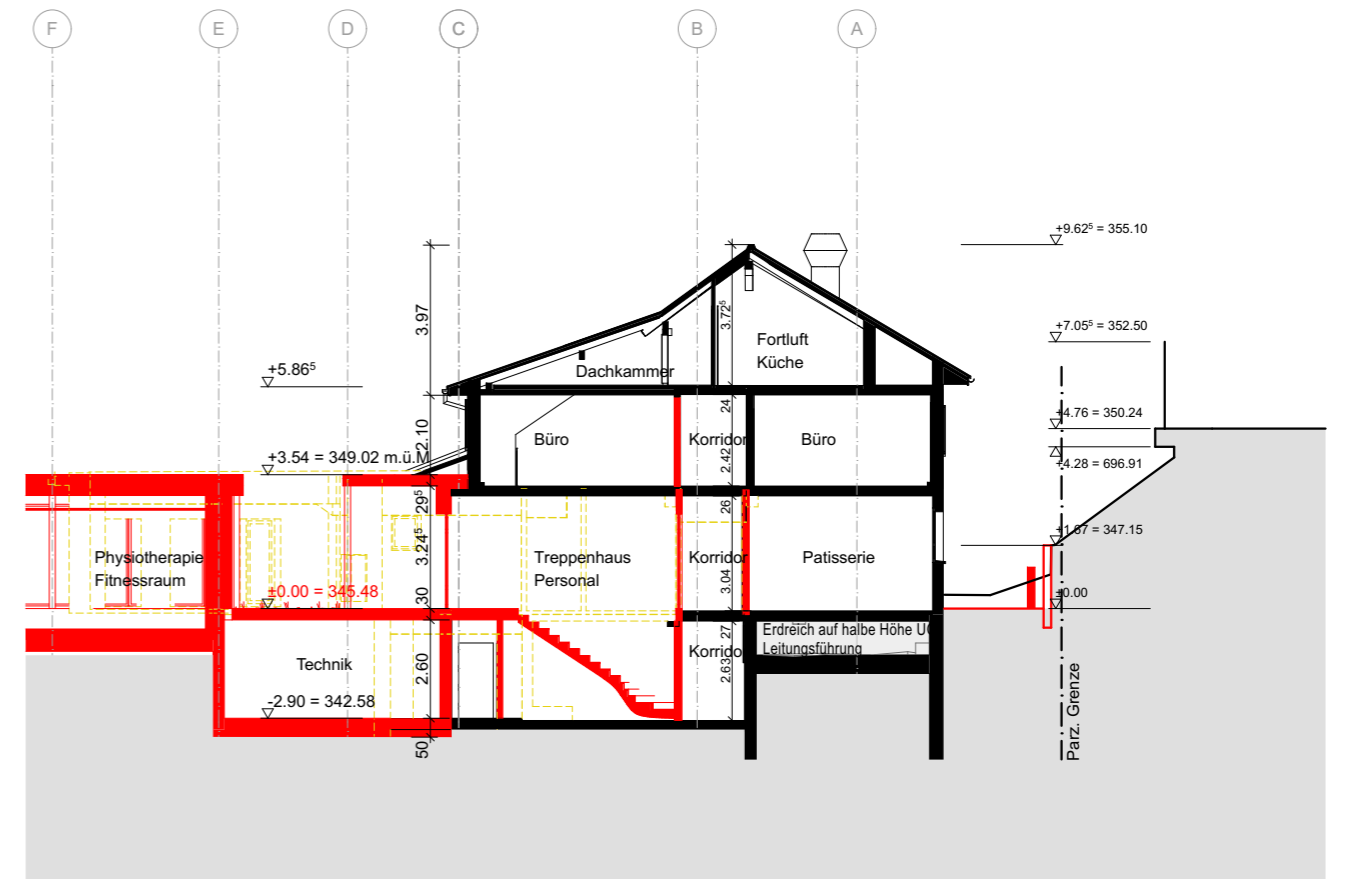 F E D C B A
+9.62⁵ = 355.10
3.97
3.72⁵
+7.05⁵ = 352.50
Fortluft
Küche
+5.86⁵
Dachkammer
24
+4.76 = 350.24
2.10
Büro
Korridor
Büro
+3.54 = 349.02 m.ü.M
2.42
+4.28 = 696.91
29⁵
26
+1.67 = 347.15
3.24⁵
Physiotherapie
Fitnessraum
Treppenhaus
Personal
Korridor
Patisserie
3.04
±0.00 = 345.48
30
±0.00
27
Erdreich auf halbe Höhe U
Leitungsführung
Technik
2.60
Korridor
2.63
-2.90 = 342.58
50
Parz. Grenze